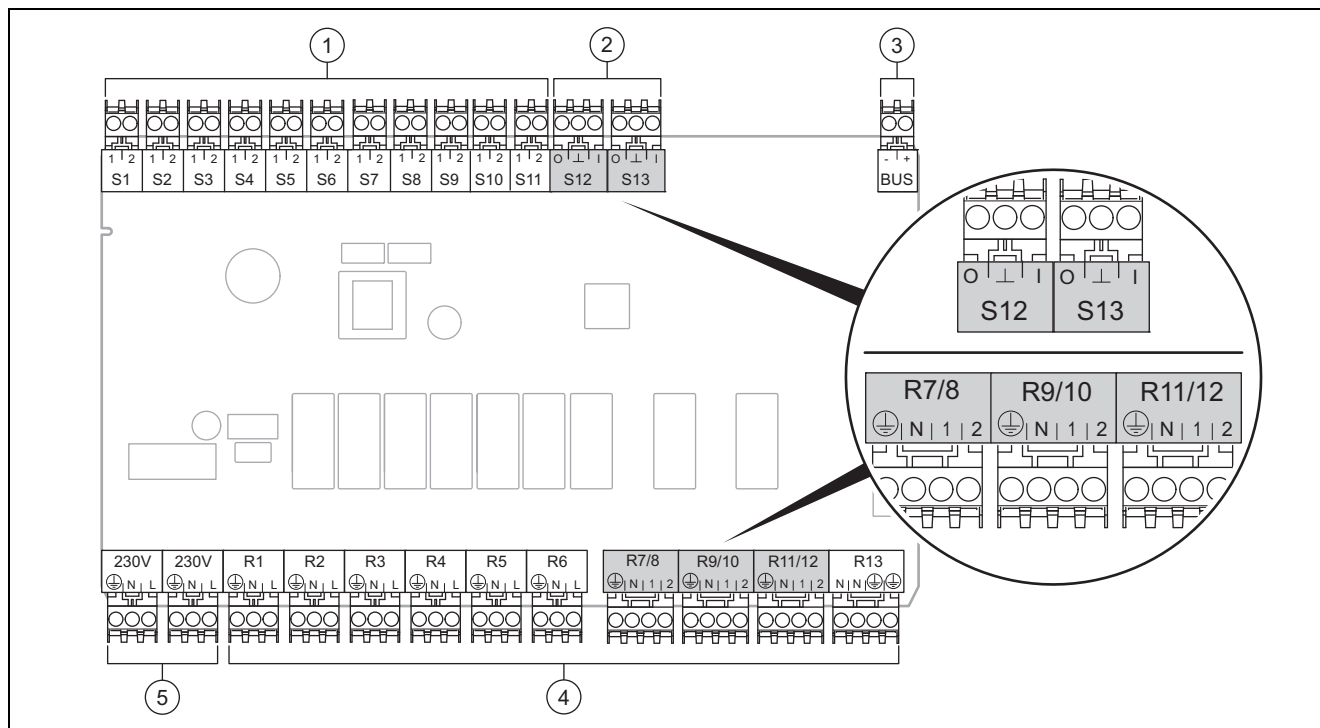 1 2 3
1 2 1 2 1 2 1 2 1 2 1 2 1 2 1 2 1 2 1 2 1 2 O ⊥ I O ⊥ I - +
S1 S2 S3 S4 S5 S6 S7 S8 S9 S10 S11 S12 S13 BUS
O ⊥ I O ⊥ I
S12 S13
R7/8 R9/10 R11/12
⏚ N 1 2 ⏚ N 1 2 ⏚ N 1 2
230V 230V R1 R2 R3 R4 R5 R6 R7/8 R9/10 R11/12 R13
⏚ N L ⏚ N L ⏚ N L ⏚ N L ⏚ N L ⏚ N L ⏚ N L ⏚ N L ⏚ N 1 2 ⏚ N 1 2 ⏚ N 1 2 N N ⏚ ⏚
5 4